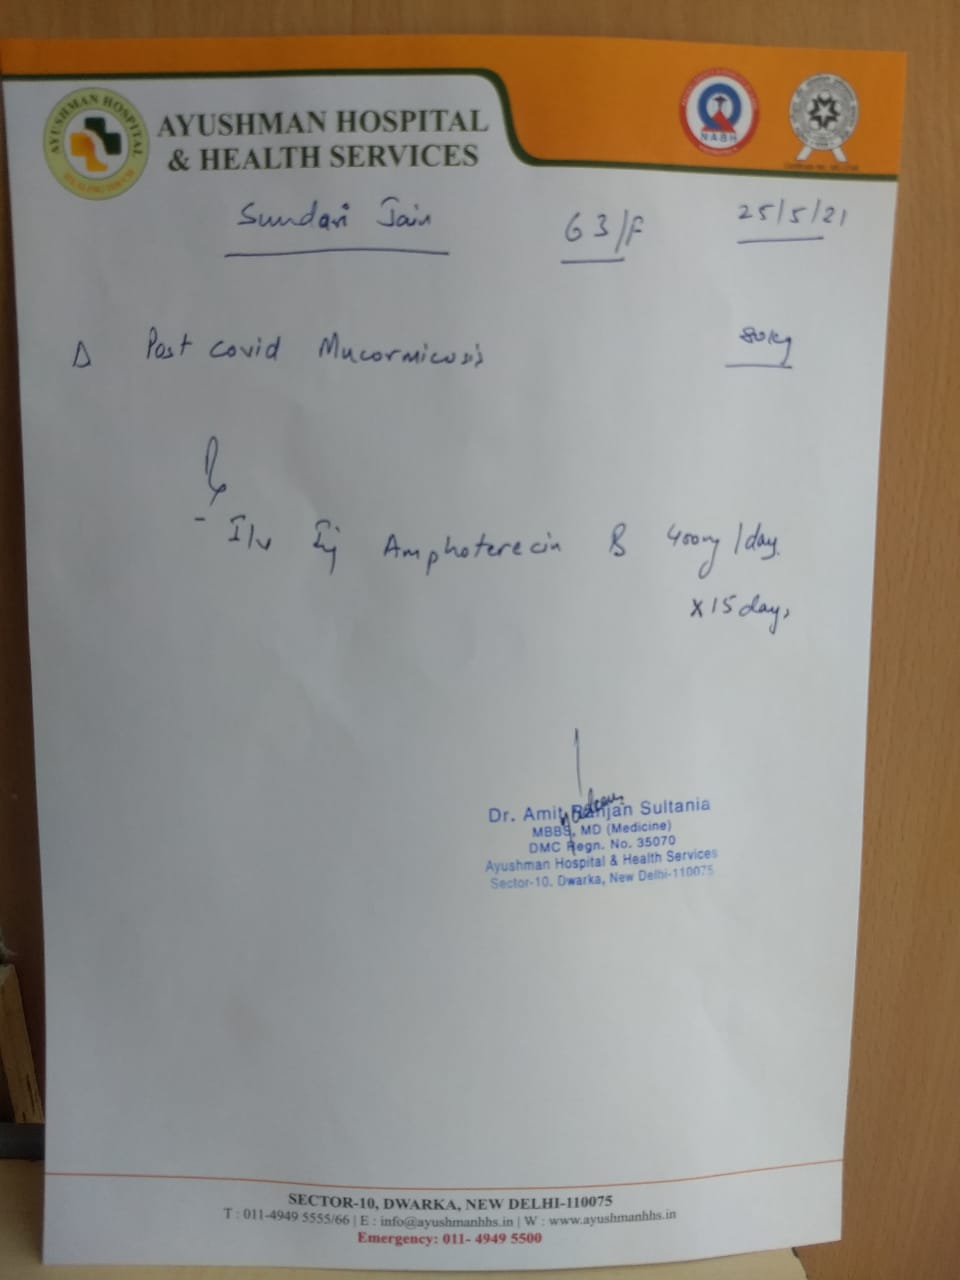 AYUSHMAN HOSPITAL
& HEALTH SERVICES
AYUSHMAN HOSPITAL
NABH
Sundari Jain 63/F 25/5/21
Δ Post covid Mucormicosis 80kg
Rx
- I/v Inj Amphoterecin B 400mg/day.
x 15 days
Dr. Amit Ranjan Sultania
MBBS, MD (Medicine)
DMC Regn. No. 35070
Ayushman Hospital & Health Services
Sector-10, Dwarka, New Delhi-110075
SECTOR-10, DWARKA, NEW DELHI-110075
T : 011-4949 5555/66 | E : info@ayushmanhhs.in | W : www.ayushmanhhs.in
Emergency: 011- 4949 5500